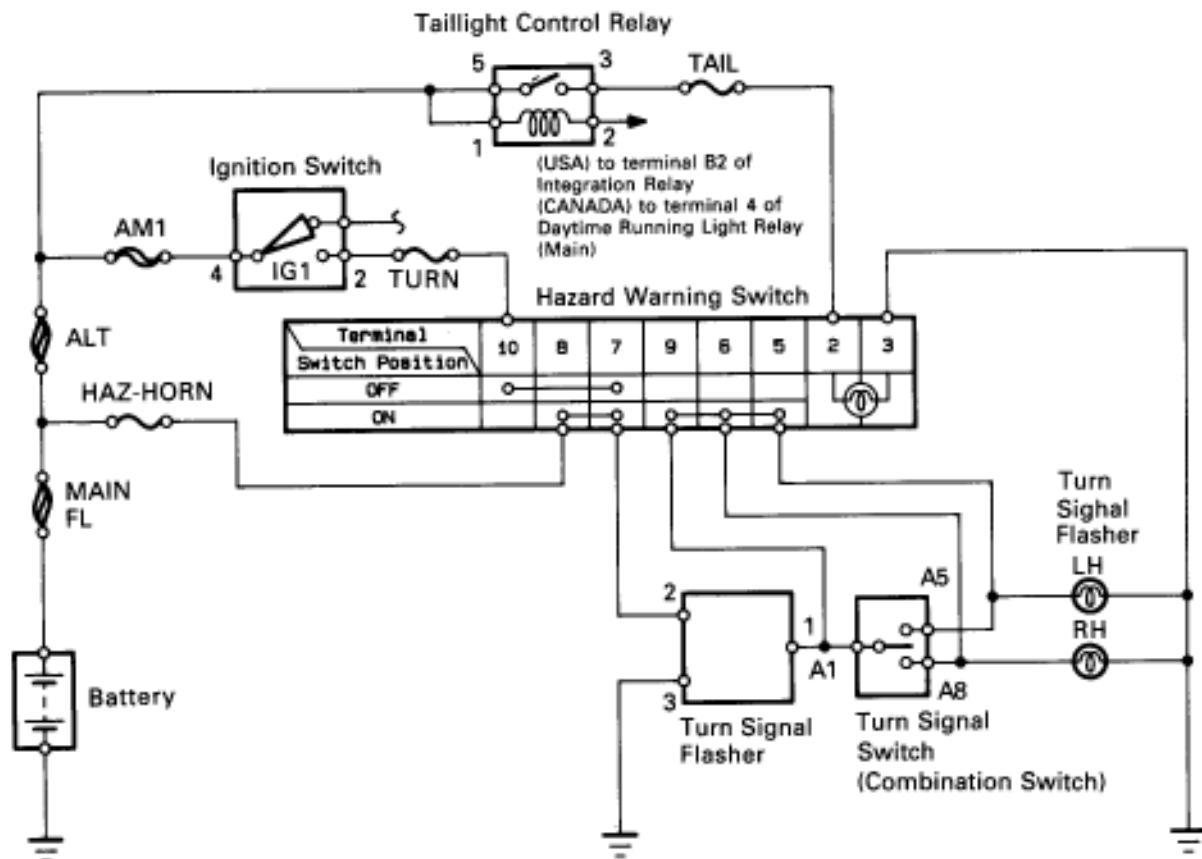 Taillight Control Relay
5
3
TAIL
1
2
(USA) to terminal B2 of
Integration Relay
(CANADA) to terminal 4 of
Daytime Running Light Relay
(Main)
Ignition Switch
AM1
4
IG1
2
TURN
ALT
HAZ-HORN
MAIN
FL
Battery
Hazard Warning Switch
Terminal
Switch Position
10 8 7 9 6 5 2 3
OFF
ON
2
3
1
A1
Turn Signal
Flasher
A5
A8
Turn Signal
Switch
(Combination Switch)
Turn
Sighal
Flasher
LH
RH